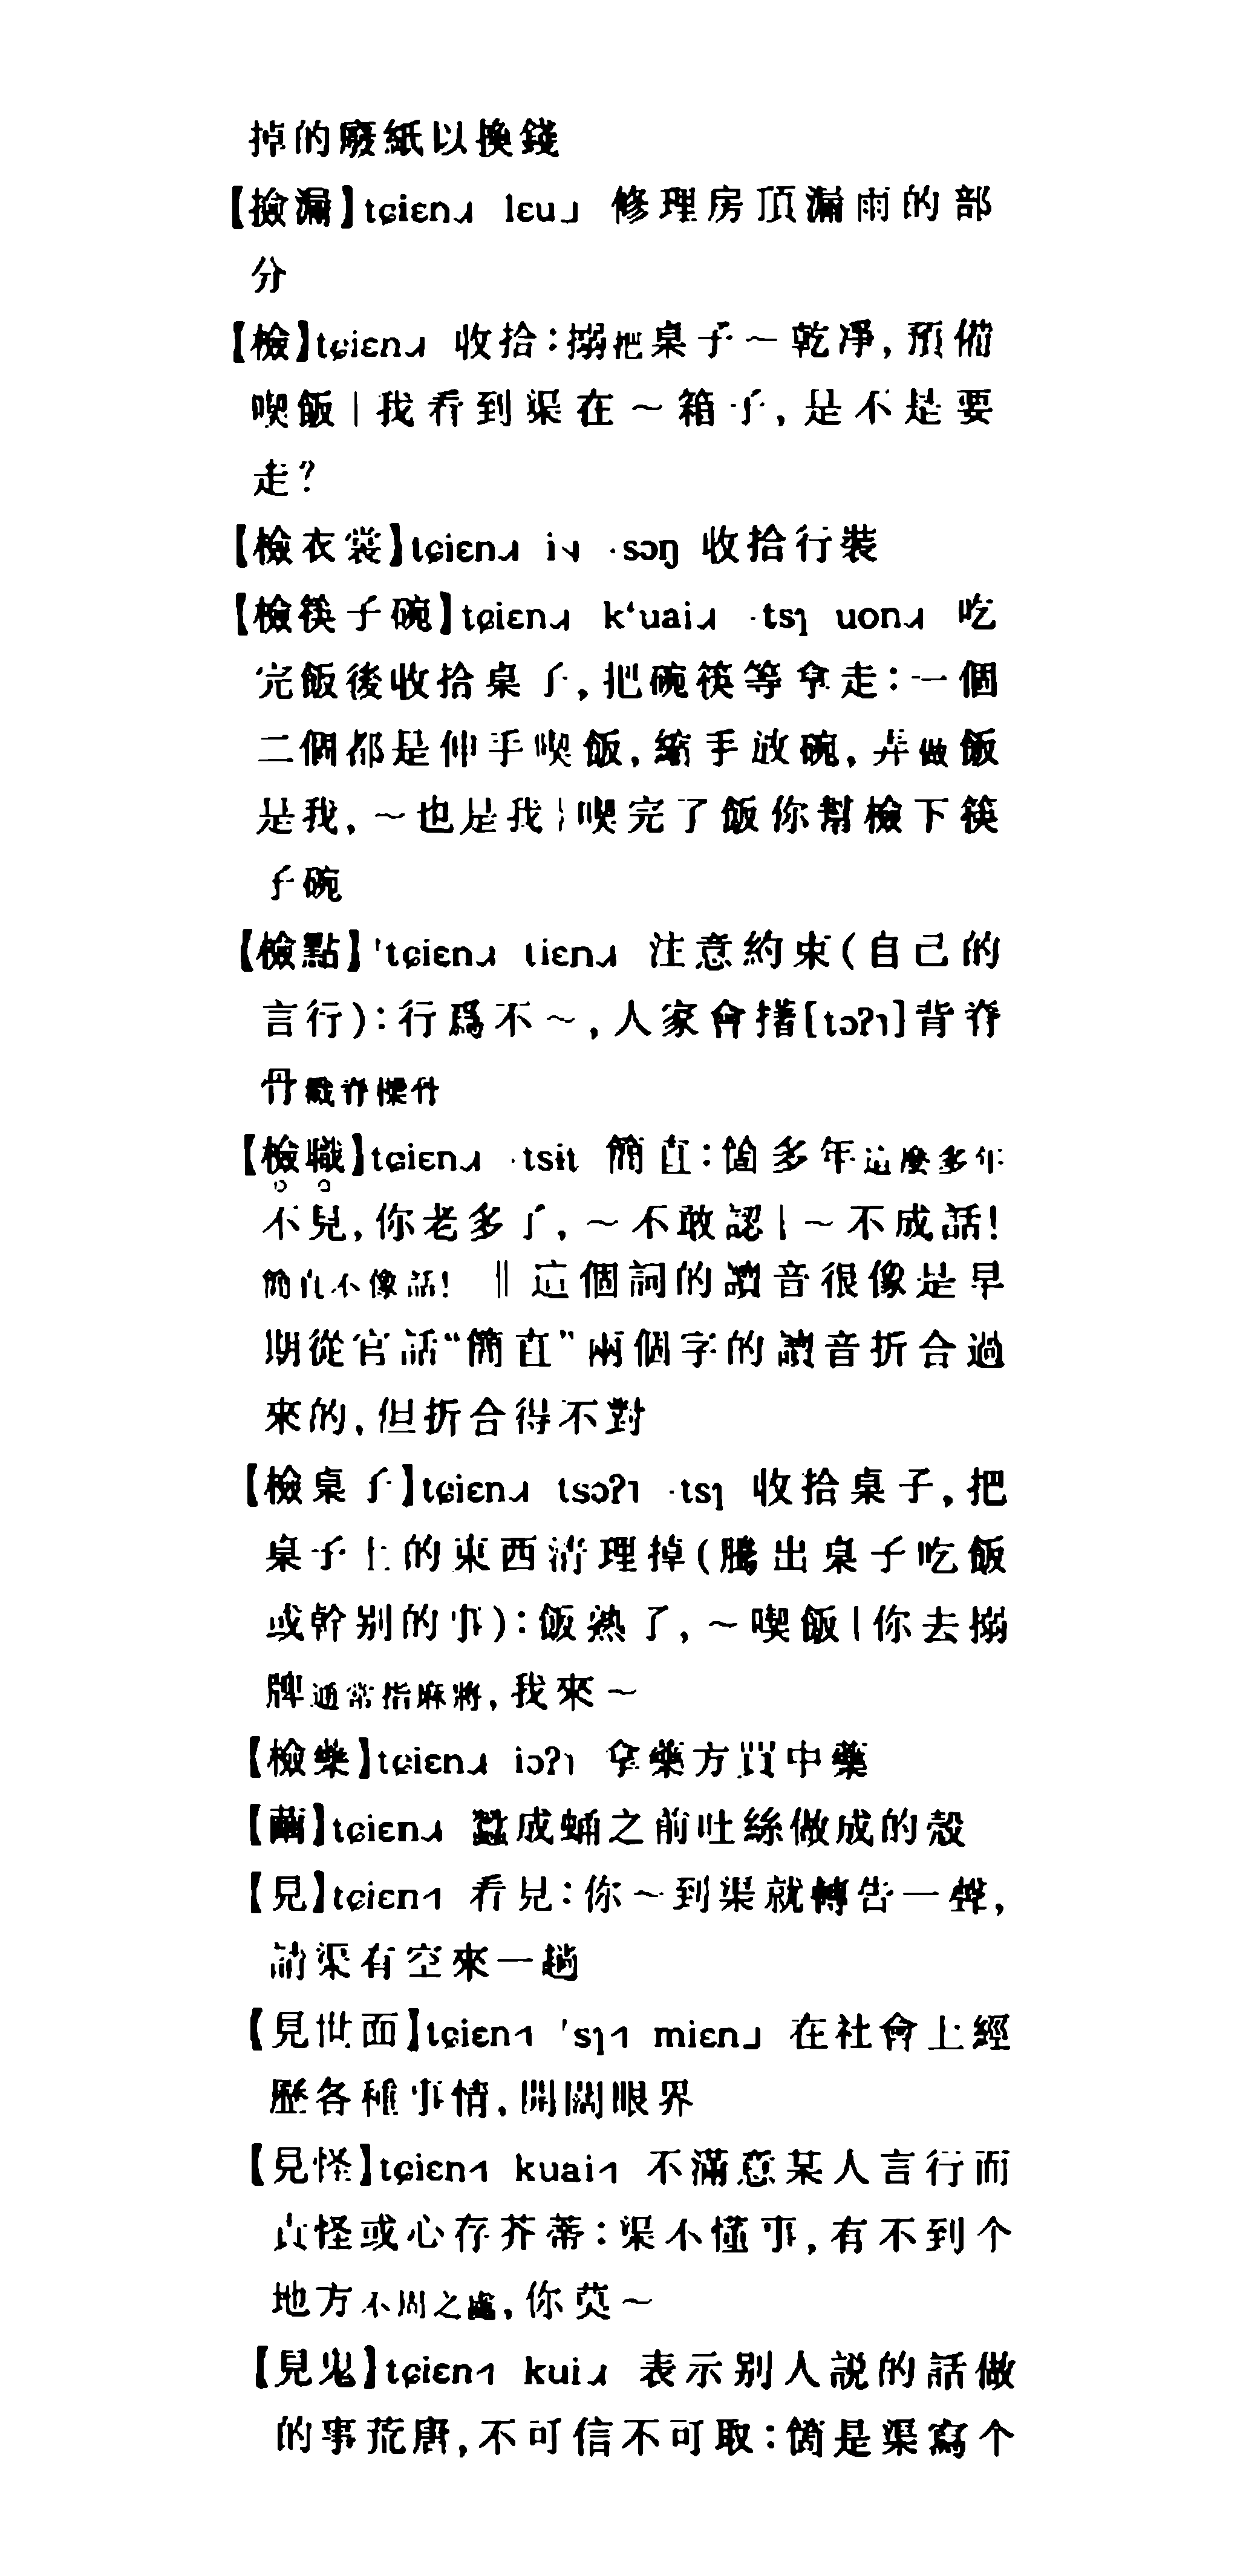 掉的廢紙以換錢
【撿漏】tɕiɛn˨˩ lɛu˩ 修理房頂漏雨的部
分
【檢】tɕiɛn˨˩ 收拾:搦把桌子～乾凈,預備
喫飯|我看到渠在～箱子,是不是要
走?
【檢衣裳】tɕiɛn˨˩ i˧˨ ·sɔŋ 收拾行裝
【檢筷子碗】tɕiɛn˨˩ k‘uai˨˩ ·tsɿ uon˨˩ 吃
完飯後收拾桌子,把碗筷等拿走:一個
二個都是伸手喫飯,縮手放碗,弄做飯
是我,～也是我|喫完了飯你幫檢下筷
子碗
【檢點】'tɕiɛn˨˩ tiɛn˨˩ 注意約束(自己的
言行):行爲不～,人家會㨋[tɔʔ˥]背脊
骨戳脊樑骨
【檢職】tɕiɛn˨˩ ·tsit 簡直:箇多年這麼多年
不見,你老多了,～不敢認|～不成話!
簡直不像話! ‖這個詞的讀音很像是早
期從官話“簡直”兩個字的讀音折合過
來的,但折合得不對
【檢桌子】tɕiɛn˨˩ tsɔʔ˥ ·tsɿ 收拾桌子,把
桌子上的東西清理掉(騰出桌子吃飯
或幹别的事):飯熟了,～喫飯|你去搦
牌通常指麻將,我來～
【檢藥】tɕiɛn˨˩ iɔʔ˥ 拿藥方買中藥
【繭】tɕiɛn˨˩ 蠶成蛹之前吐絲做成的殼
【見】tɕiɛn˧˥ 看見:你～到渠就轉告一聲,
請渠有空來一趟
【見世面】tɕiɛn˧˥ 'sɿ˧˥ miɛn˩ 在社會上經
歷各種事情,開闊眼界
【見怪】tɕiɛn˧˥ kuai˧˥ 不滿意某人言行而
責怪或心存芥蒂:渠不懂事,有不到个
地方不周之處,你莫～
【見鬼】tɕiɛn˧˥ kui˨˩ 表示别人説的話做
的事荒唐,不可信不可取:箇是渠寫个